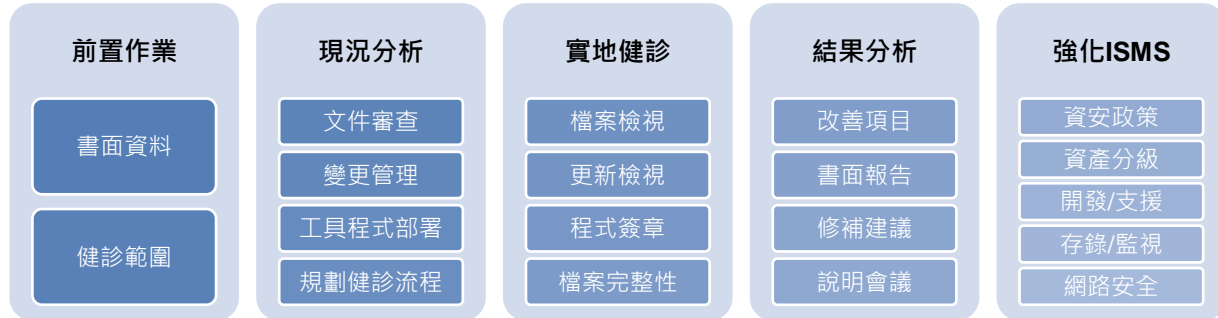 前置作業
書面資料
健診範圍
現況分析
文件審查
變更管理
工具程式部署
規劃健診流程
實地健診
檔案檢視
更新檢視
程式簽章
檔案完整性
結果分析
改善項目
書面報告
修補建議
說明會議
強化ISMS
資安政策
資產分級
開發/支援
存錄/監視
網路安全